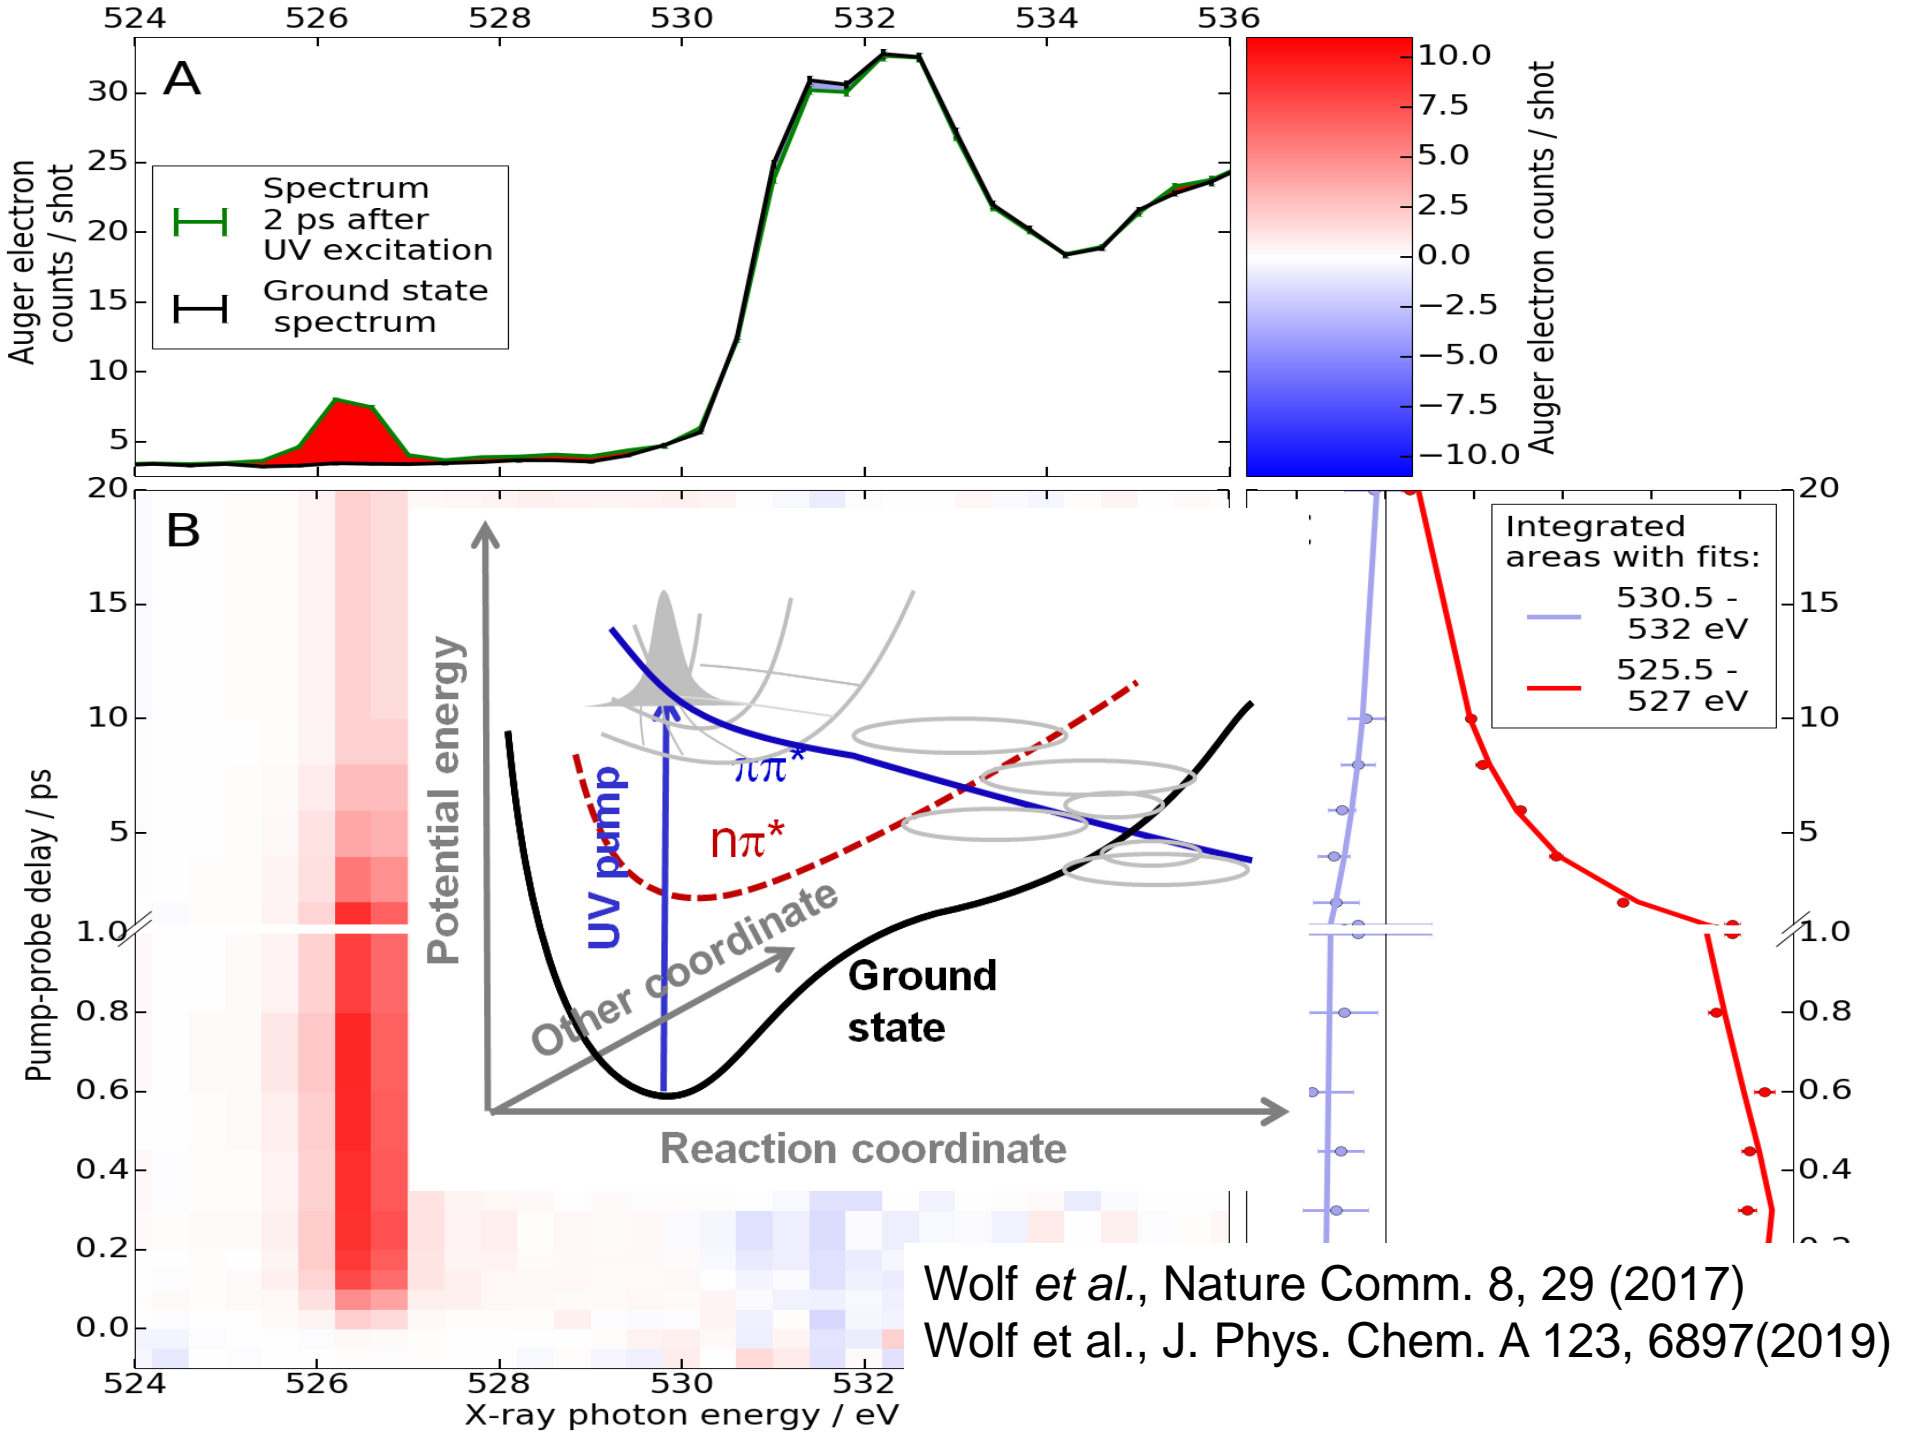 524 526 528 530 532 534 536
A
30
25
20
15
10
5
Auger electron
counts / shot
Spectrum
2 ps after
UV excitation
Ground state
spectrum
10.0
7.5
5.0
2.5
0.0
−2.5
−5.0
−7.5
−10.0
Auger electron counts / shot
B
20
15
10
5
1.0
0.8
0.6
0.4
0.2
0.0
Pump-probe delay / ps
Potential energy
UV pump
ππ*
nπ*
Other coordinate
Ground
state
Reaction coordinate
Integrated
areas with fits:
530.5 -
532 eV
525.5 -
527 eV
20
15
10
5
1.0
0.8
0.6
0.4
524 526 528 530 532
X-ray photon energy / eV
Wolf et al., Nature Comm. 8, 29 (2017)
Wolf et al., J. Phys. Chem. A 123, 6897(2019)